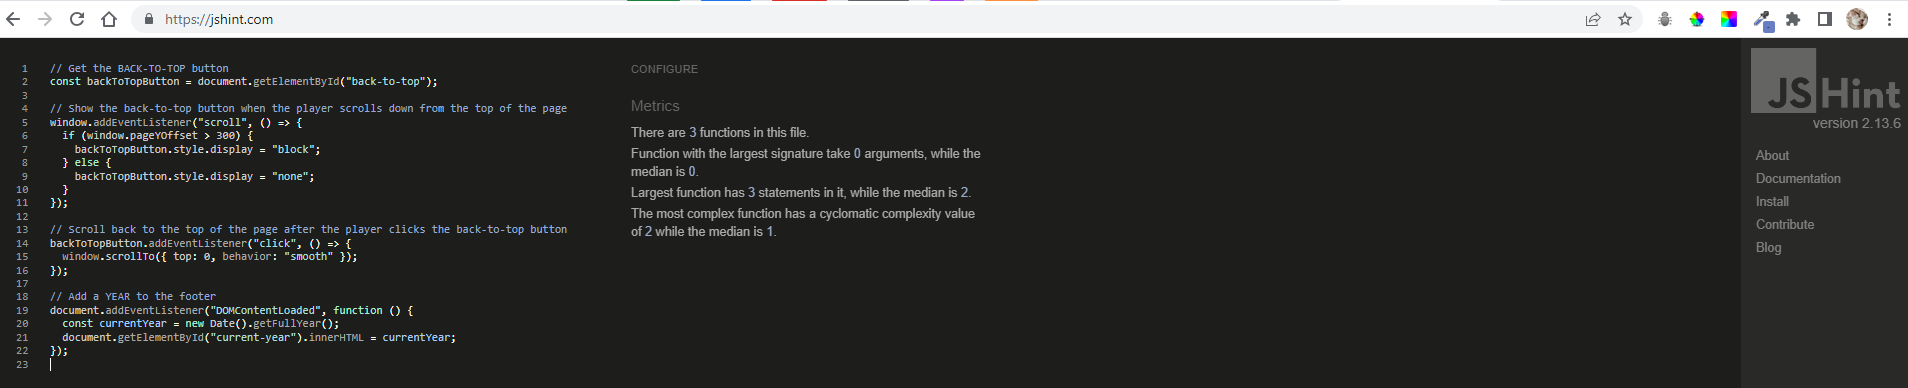 https://jshint.com
1 // Get the BACK-TO-TOP button
2 const backToTopButton = document.getElementById("back-to-top");
3
4 // Show the back-to-top button when the player scrolls down from the top of the page
5 window.addEventListener("scroll", () => {
6 if (window.pageYOffset > 300) {
7 backToTopButton.style.display = "block";
8 } else {
9 backToTopButton.style.display = "none";
10 }
11 });
12
13 // Scroll back to the top of the page after the player clicks the back-to-top button
14 backToTopButton.addEventListener("click", () => {
15 window.scrollTo({ top: 0, behavior: "smooth" });
16 });
17
18 // Add a YEAR to the footer
19 document.addEventListener("DOMContentLoaded", function () {
20 const currentYear = new Date().getFullYear();
21 document.getElementById("current-year").innerHTML = currentYear;
22 });
23
CONFIGURE
Metrics
There are 3 functions in this file.
Function with the largest signature take 0 arguments, while the
median is 0.
Largest function has 3 statements in it, while the median is 2.
The most complex function has a cyclomatic complexity value
of 2 while the median is 1.
JSHint
version 2.13.6
About
Documentation
Install
Contribute
Blog